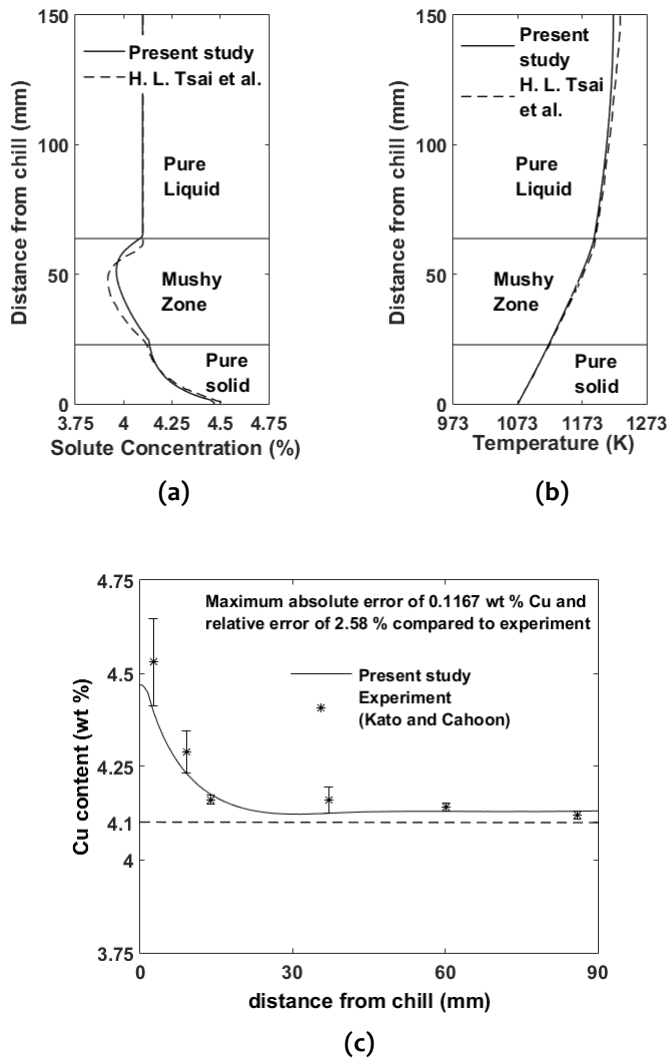 150
100
50
0
Distance from chill (mm)
Present study
H. L. Tsai et al.
Pure
Liquid
Mushy
Zone
Pure
solid
3.75
4
4.25
4.5
4.75
Solute Concentration (%)
(a)
150
100
50
0
Distance from chill (mm)
Present
study
H. L. Tsai
et al.
Pure
Liquid
Mushy
Zone
Pure
solid
973
1073
1173
1273
Temperature (K)
(b)
4.75
4.5
4.25
4.1
4
3.75
Cu content (wt %)
Maximum absolute error of 0.1167 wt % Cu and
relative error of 2.58 % compared to experiment
Present study
Experiment
(Kato and Cahoon)
0
30
60
90
distance from chill (mm)
(c)